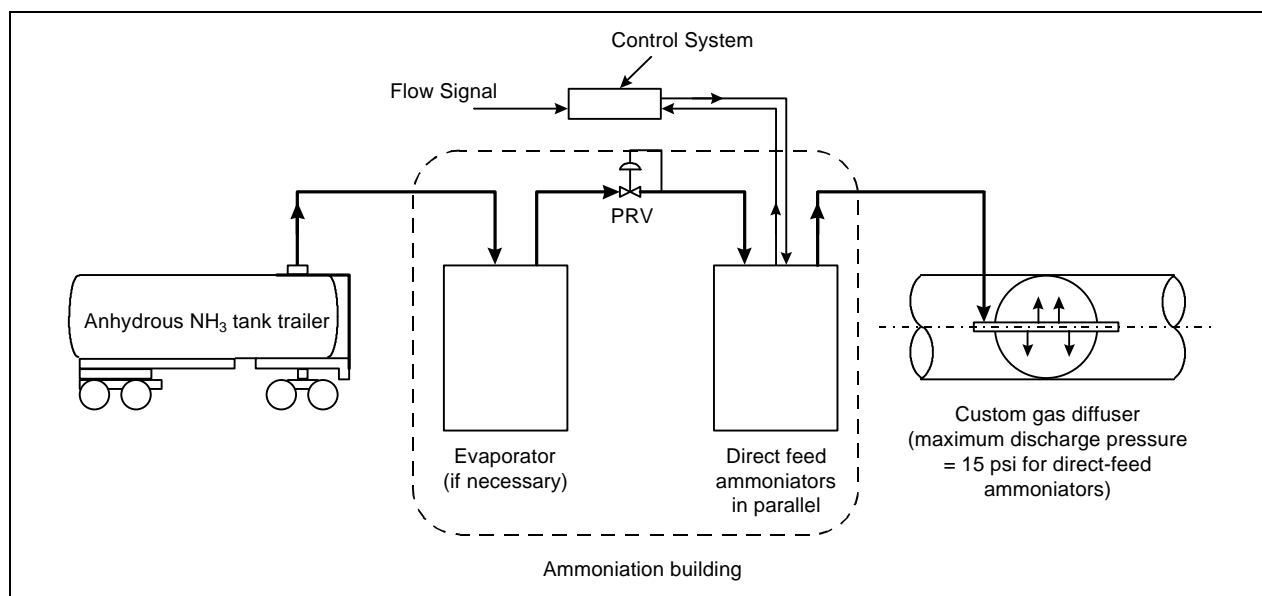 Control System
Flow Signal
PRV
Anhydrous NH₃ tank trailer
Evaporator
(if necessary)
Direct feed
ammoniators
in parallel
Custom gas diffuser
(maximum discharge pressure
= 15 psi for direct-feed
ammoniators)
Ammoniation building